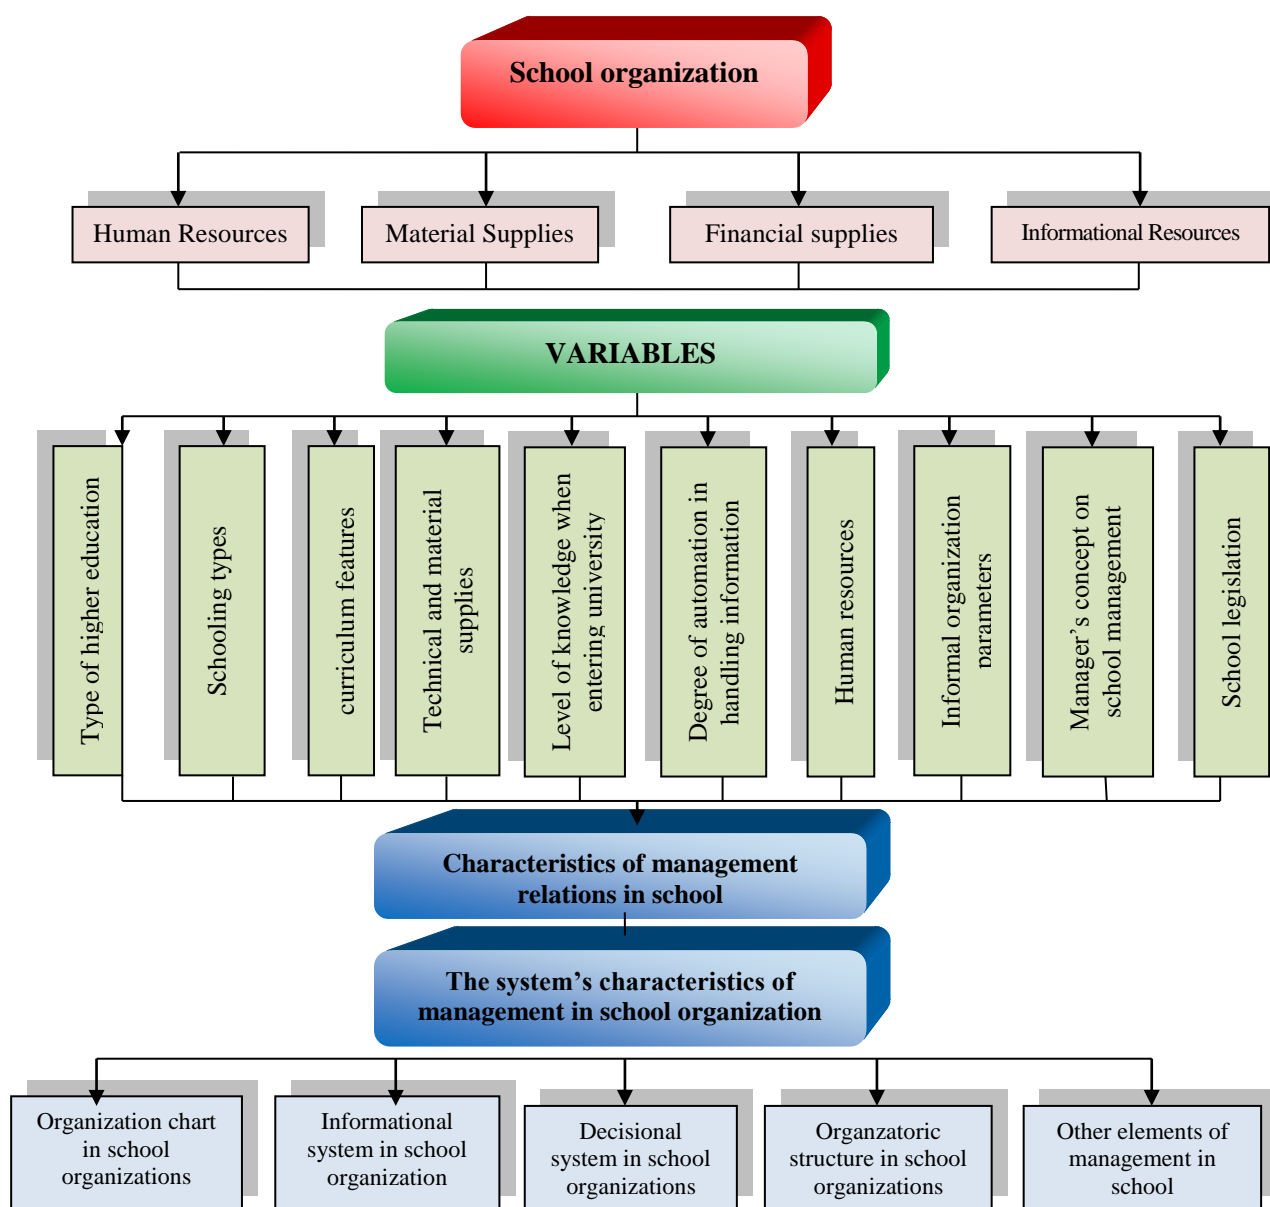 School organization
Human Resources
Material Supplies
Financial supplies
Informational Resources
VARIABLES
Type of higher education
Schooling types
curriculum features
Technical and material
supplies
Level of knowledge when
entering university
Degree of automation in
handling information
Human resources
Informal organization
parameters
Manager's concept on
school management
School legislation
Characteristics of management
relations in school
The system's characteristics of
management in school organization
Organization chart
in school
organizations
Informational
system in school
organization
Decisional
system in school
organizations
Organzatoric
structure in school
organizations
Other elements of
management in
school